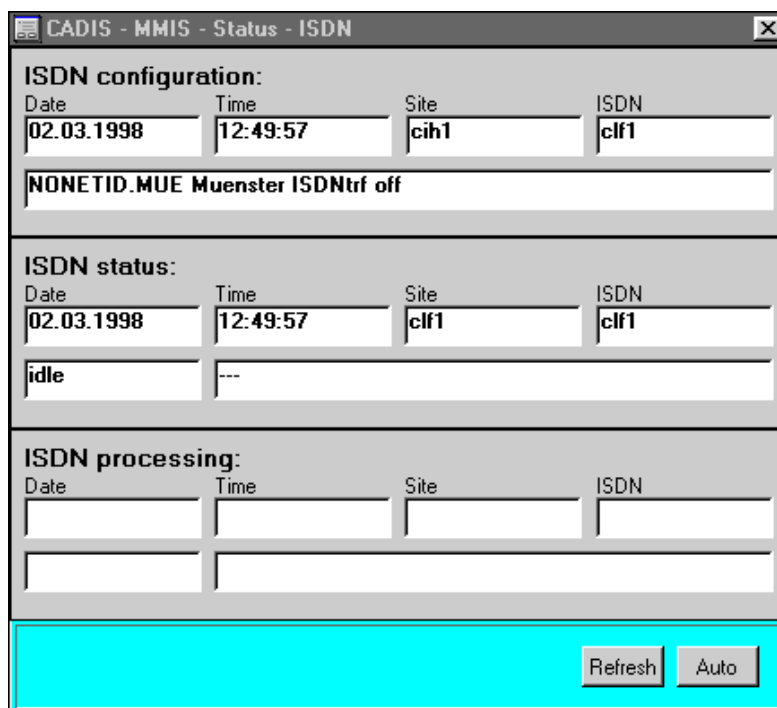 CADIS - MMIS - Status - ISDN
ISDN configuration:
Date Time Site ISDN
02.03.1998 12:49:57 cih1 clf1
NONETID.MUE Muenster ISDNtrf off
ISDN status:
Date Time Site ISDN
02.03.1998 12:49:57 clf1 clf1
idle ---
ISDN processing:
Date Time Site ISDN
Refresh Auto